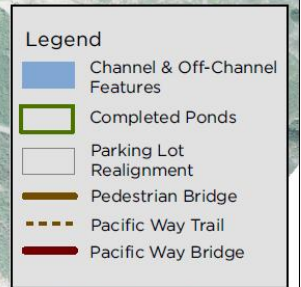 Legend
Channel & Off-Channel
Features
Completed Ponds
Parking Lot
Realignment
Pedestrian Bridge
Pacific Way Trail
Pacific Way Bridge